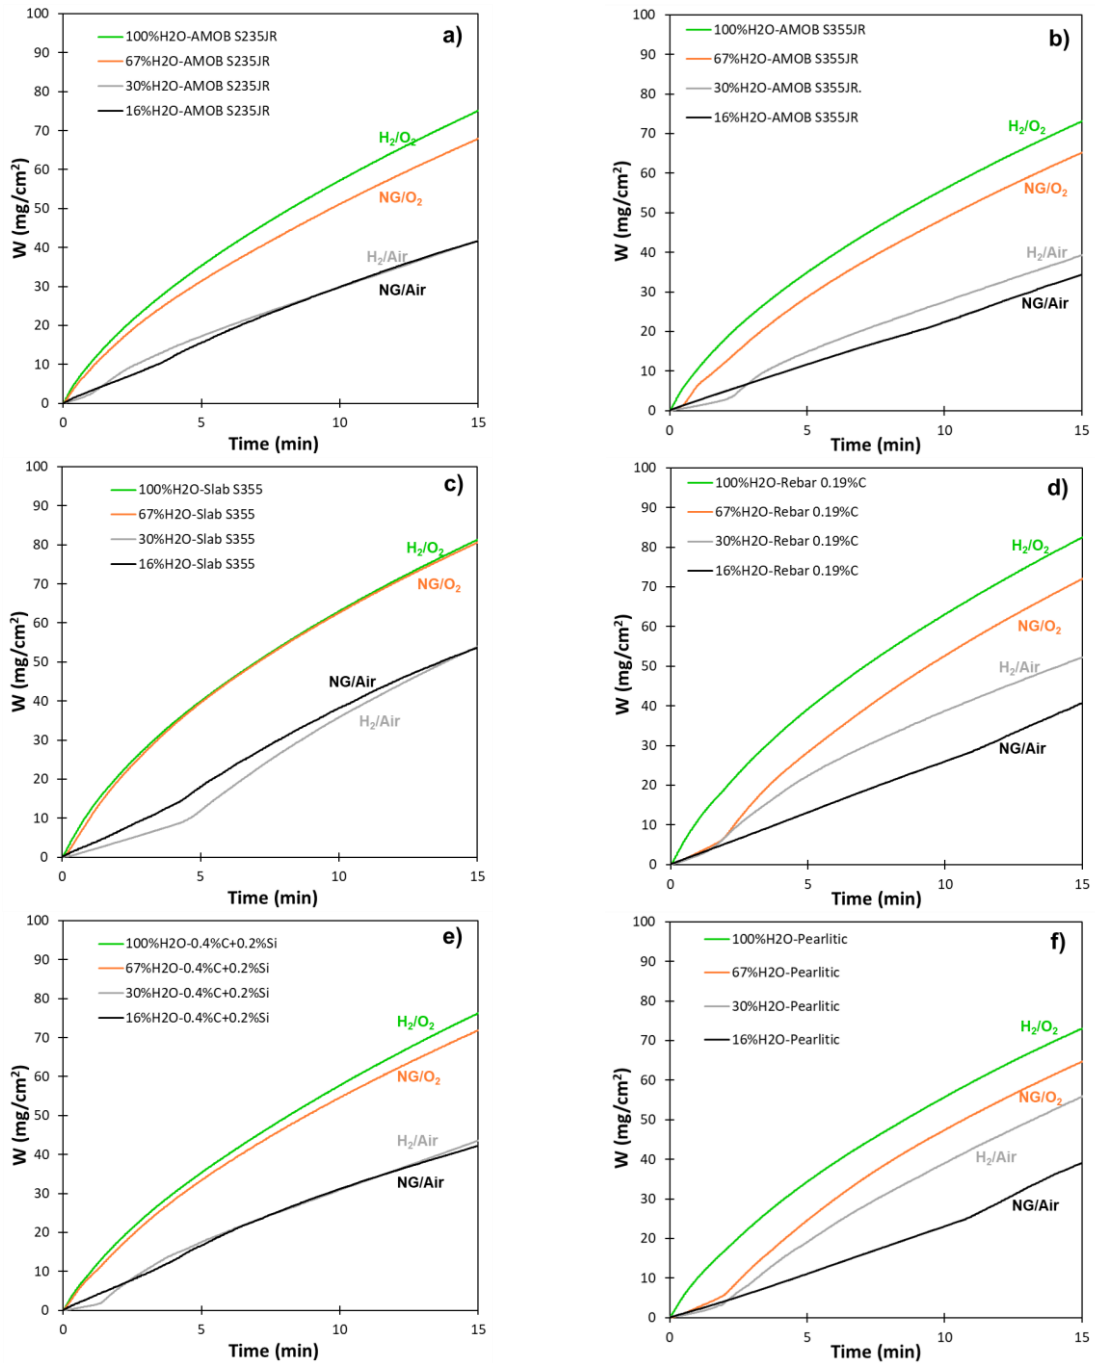 a)
100%H2O-AMOB S235JR
67%H2O-AMOB S235JR
30%H2O-AMOB S235JR
16%H2O-AMOB S235JR
H2/O2
NG/O2
H2/Air
NG/Air
W (mg/cm2)
100
90
80
70
60
50
40
30
20
10
0
0 5 10 15
Time (min)
b)
100%H2O-AMOB S355JR
67%H2O-AMOB S355JR
30%H2O-AMOB S355JR.
16%H2O-AMOB S355JR
H2/O2
NG/O2
H2/Air
NG/Air
W (mg/cm2)
100
90
80
70
60
50
40
30
20
10
0
0 5 10 15
Time (min)
c)
100%H2O-Slab S355
67%H2O-Slab S355
30%H2O-Slab S355
16%H2O-Slab S355
H2/O2
NG/O2
NG/Air
H2/Air
W (mg/cm2)
100
90
80
70
60
50
40
30
20
10
0
0 5 10 15
Time (min)
d)
100%H2O-Rebar 0.19%C
67%H2O-Rebar 0.19%C
30%H2O-Rebar 0.19%C
16%H2O-Rebar 0.19%C
H2/O2
NG/O2
H2/Air
NG/Air
W (mg/cm2)
100
90
80
70
60
50
40
30
20
10
0
0 5 10 15
Time (min)
e)
100%H2O-0.4%C+0.2%Si
67%H2O-0.4%C+0.2%Si
30%H2O-0.4%C+0.2%Si
16%H2O-0.4%C+0.2%Si
H2/O2
NG/O2
H2/Air
NG/Air
W (mg/cm2)
100
90
80
70
60
50
40
30
20
10
0
0 5 10 15
Time (min)
f)
100%H2O-Pearlitic
67%H2O-Pearlitic
30%H2O-Pearlitic
16%H2O-Pearlitic
H2/O2
NG/O2
H2/Air
NG/Air
W (mg/cm2)
100
90
80
70
60
50
40
30
20
10
0
0 5 10 15
Time (min)